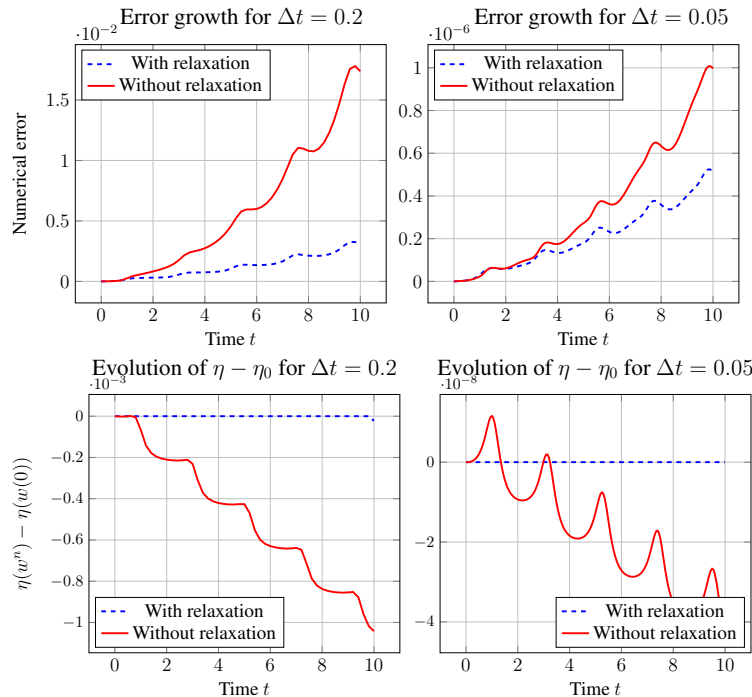 Error growth for Δt = 0.2
·10⁻²
With relaxation
Without relaxation
1.5
1
0.5
0
Numerical error
0 2 4 6 8 10
Time t
Error growth for Δt = 0.05
·10⁻⁶
With relaxation
Without relaxation
1
0.8
0.6
0.4
0.2
0
0 2 4 6 8 10
Time t
Evolution of η − η₀ for Δt = 0.2
·10⁻³
0
−0.2
−0.4
−0.6
−0.8
−1
η(wⁿ) − η(w(0))
With relaxation
Without relaxation
0 2 4 6 8 10
Time t
Evolution of η − η₀ for Δt = 0.05
·10⁻⁸
0
−2
−4
With relaxation
Without relaxation
0 2 4 6 8 10
Time t